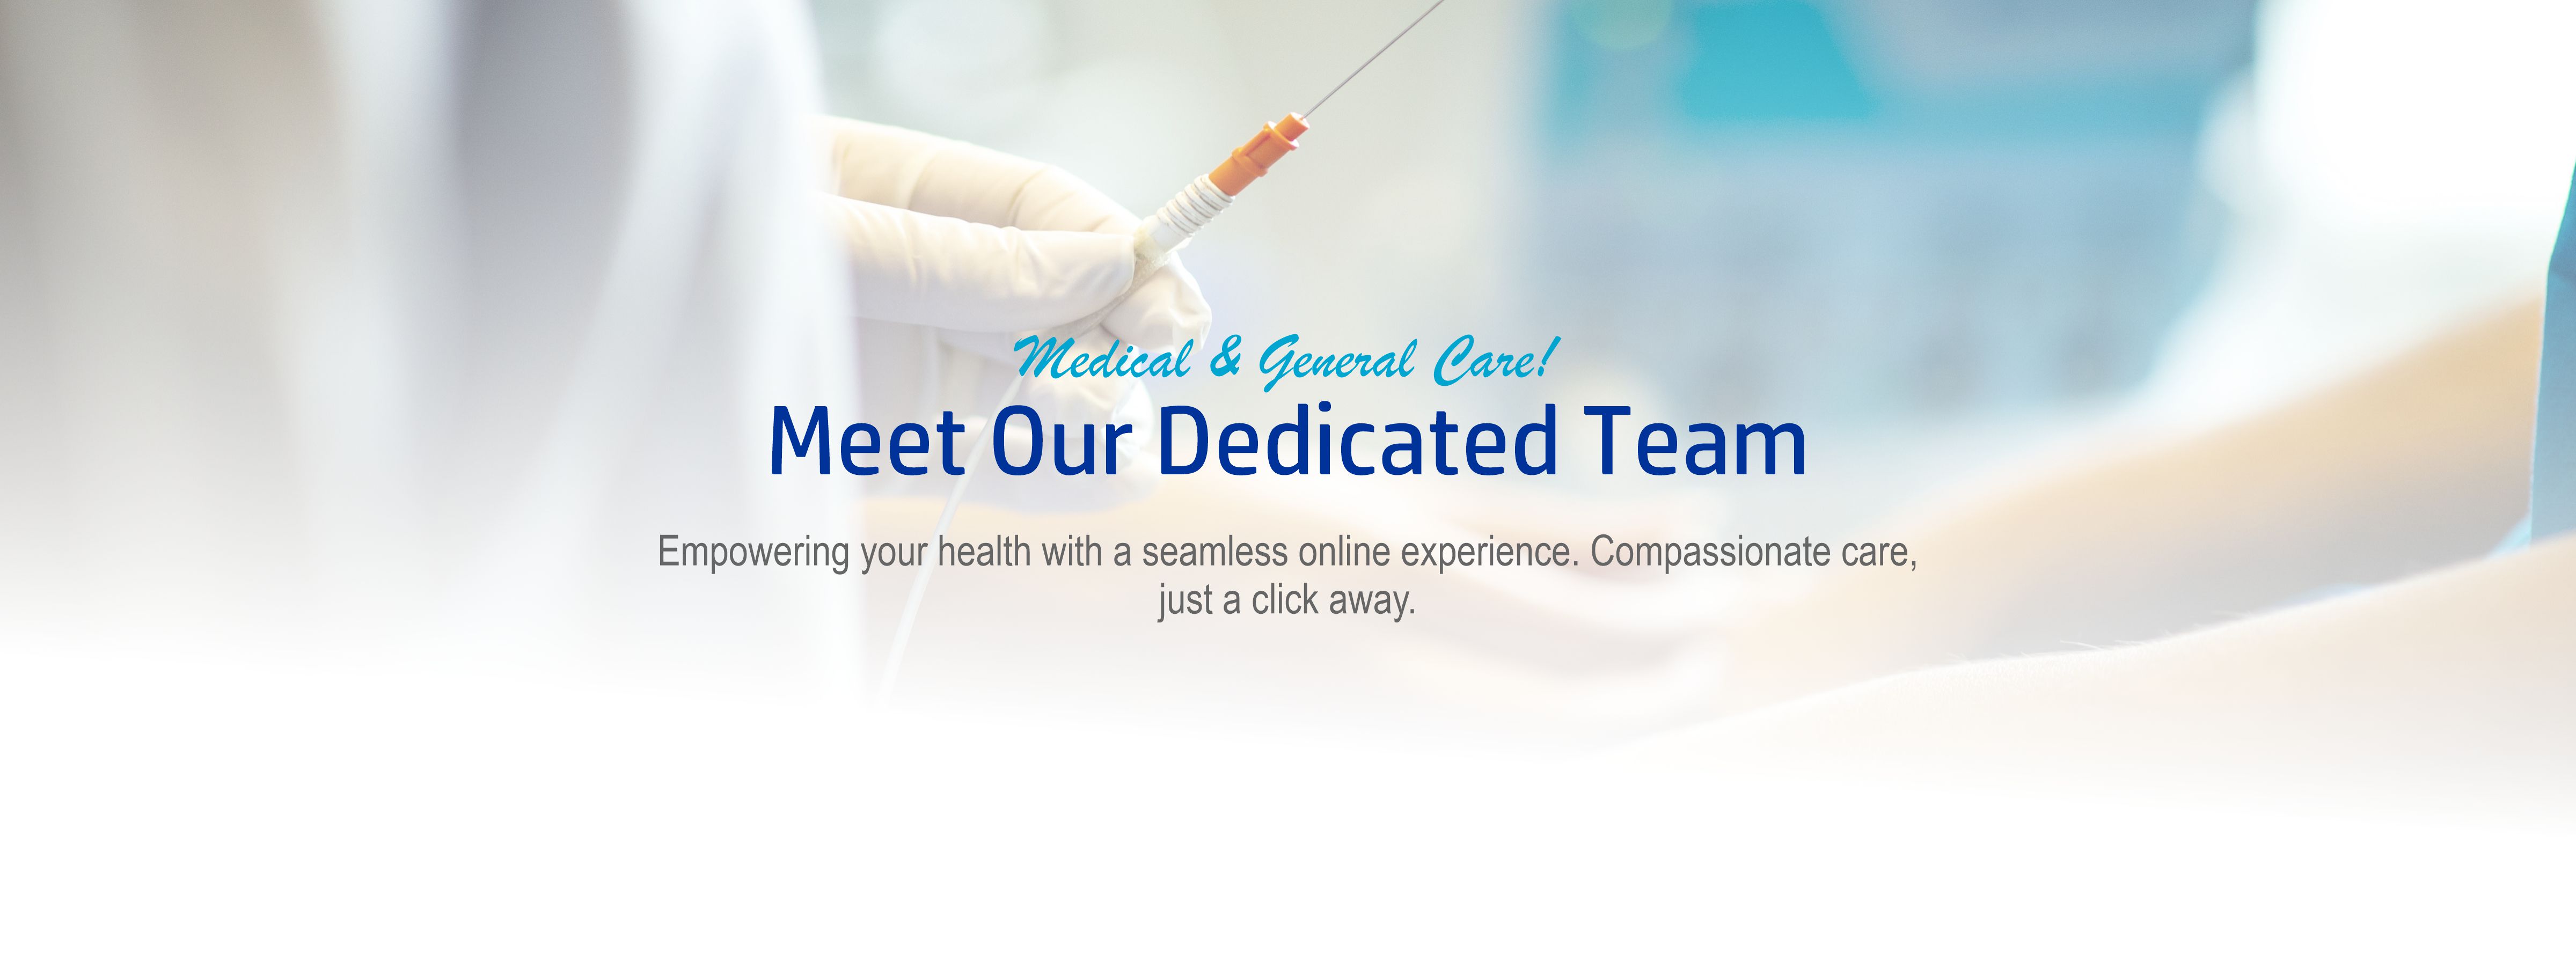 Medical & General Care!
Meet Our Dedicated Team
Empowering your health with a seamless online experience. Compassionate care,
just a click away.